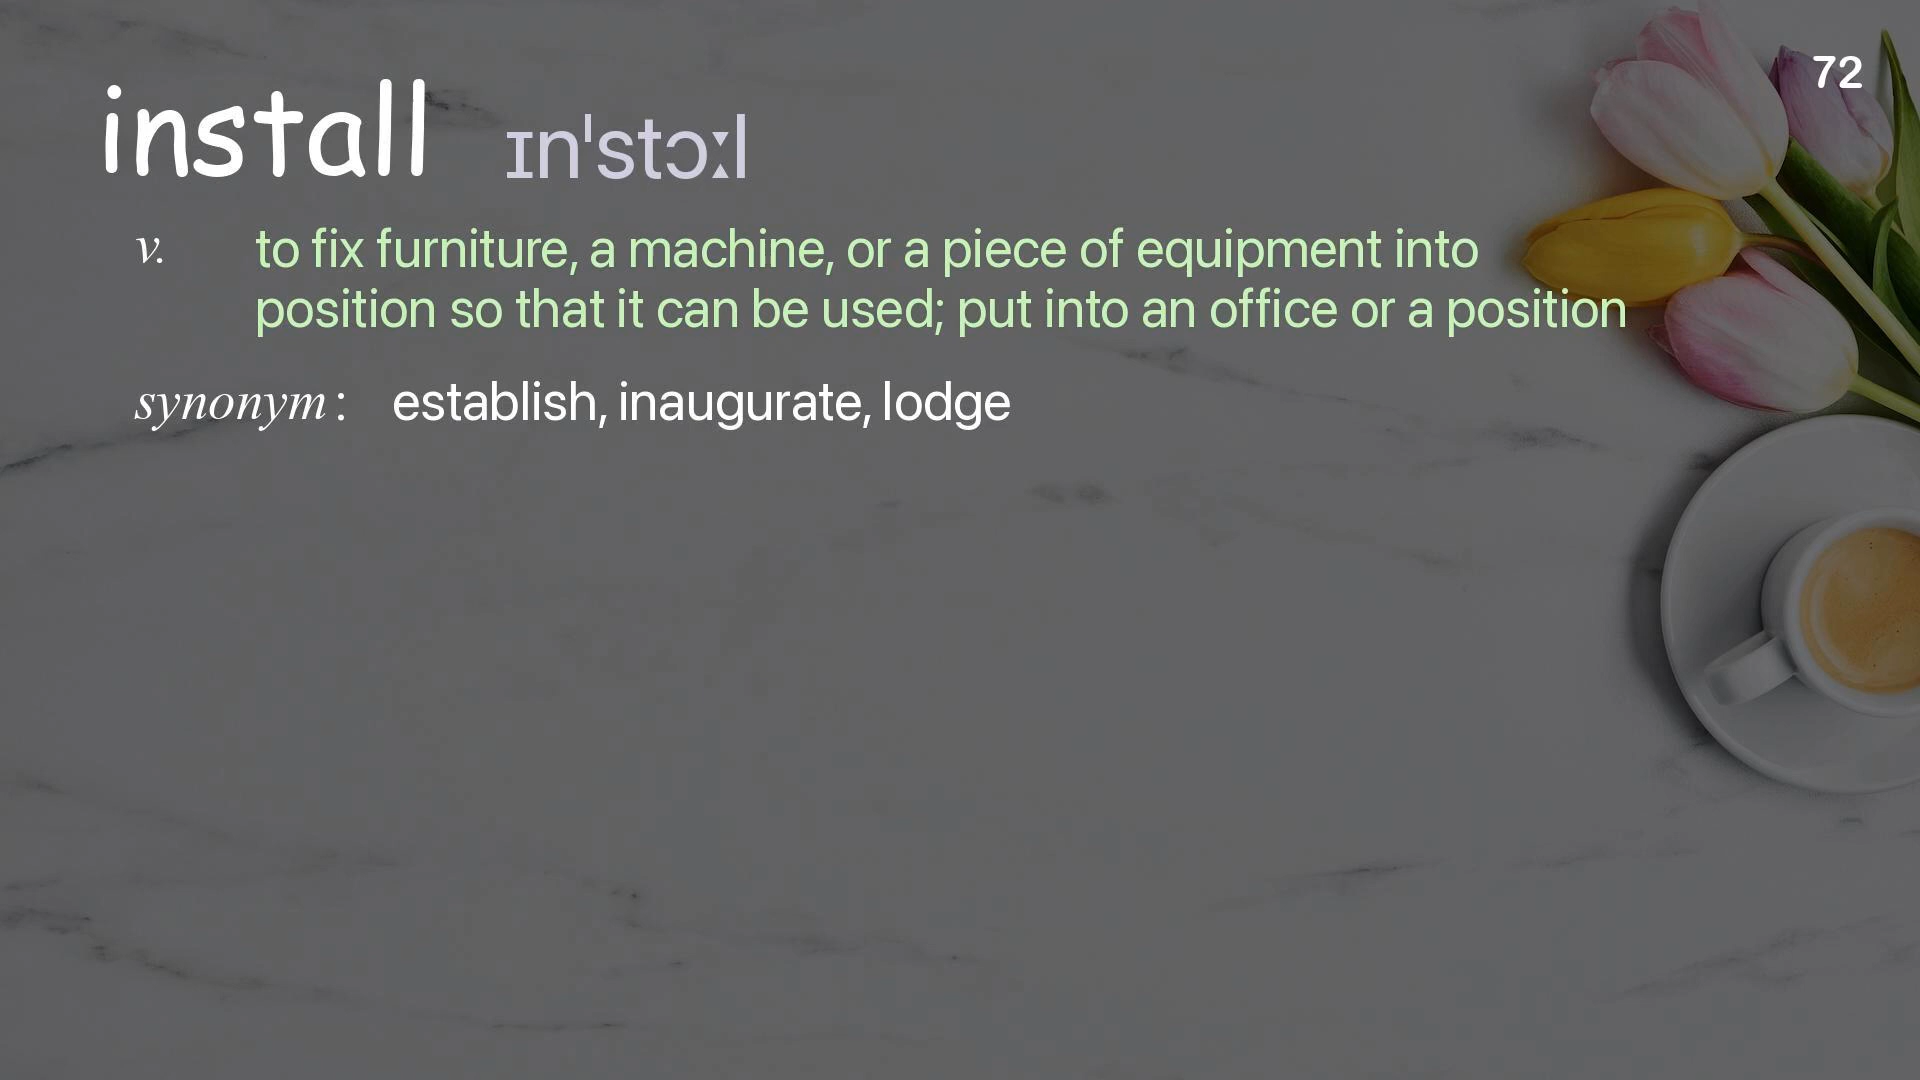 72
install ɪnˈstɔːl
v. to fix furniture, a machine, or a piece of equipment into
position so that it can be used; put into an office or a position
synonym : establish, inaugurate, lodge